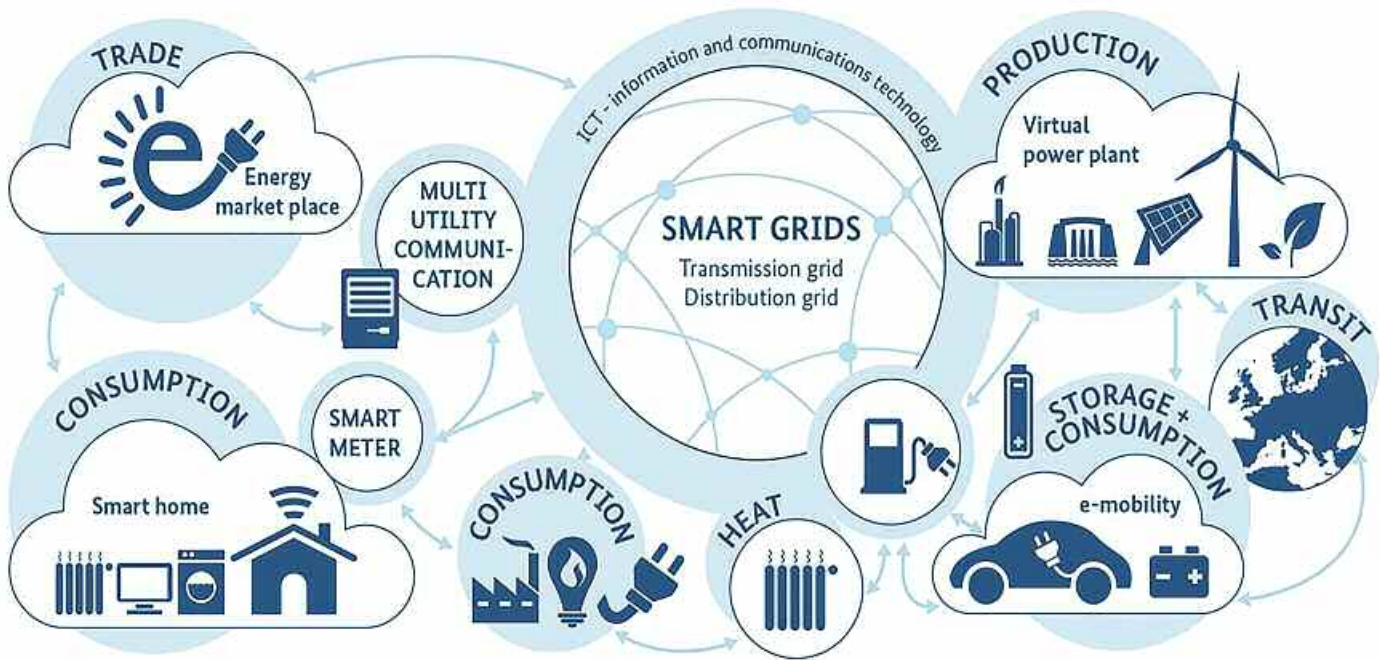 TRADE
Energy
market place
MULTI
UTILITY
COMMUNI-
CATION
ICT - information and communications technology
SMART GRIDS
Transmission grid
Distribution grid
PRODUCTION
Virtual
power plant
TRANSIT
CONSUMPTION
Smart home
SMART
METER
CONSUMPTION
HEAT
STORAGE +
CONSUMPTION
e-mobility